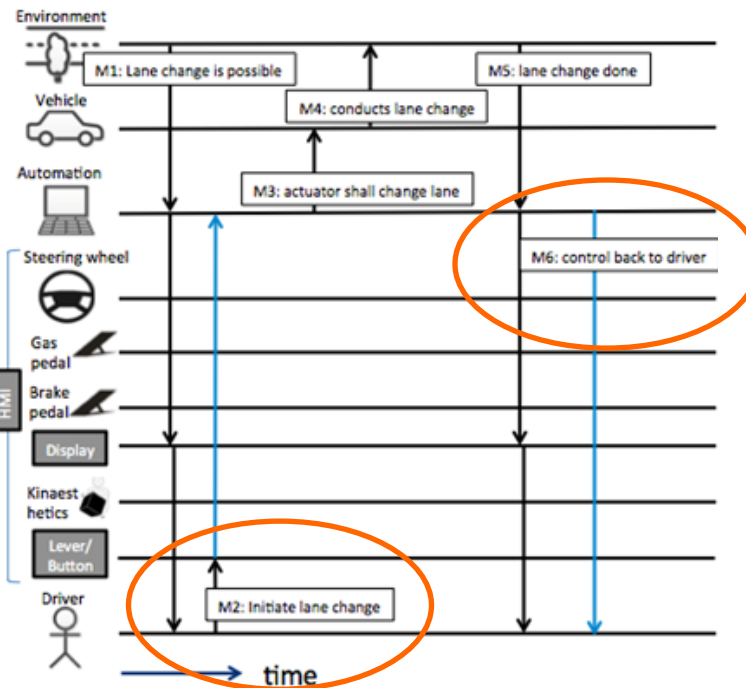 Environment
M1: Lane change is possible
M5: lane change done
Vehicle
M4: conducts lane change
Automation
M3: actuator shall change lane
Steering wheel
M6: control back to driver
Gas
pedal
HMI
Brake
pedal
Display
Kinaest
hetics
Lever/
Button
Driver
M2: Initiate lane change
time